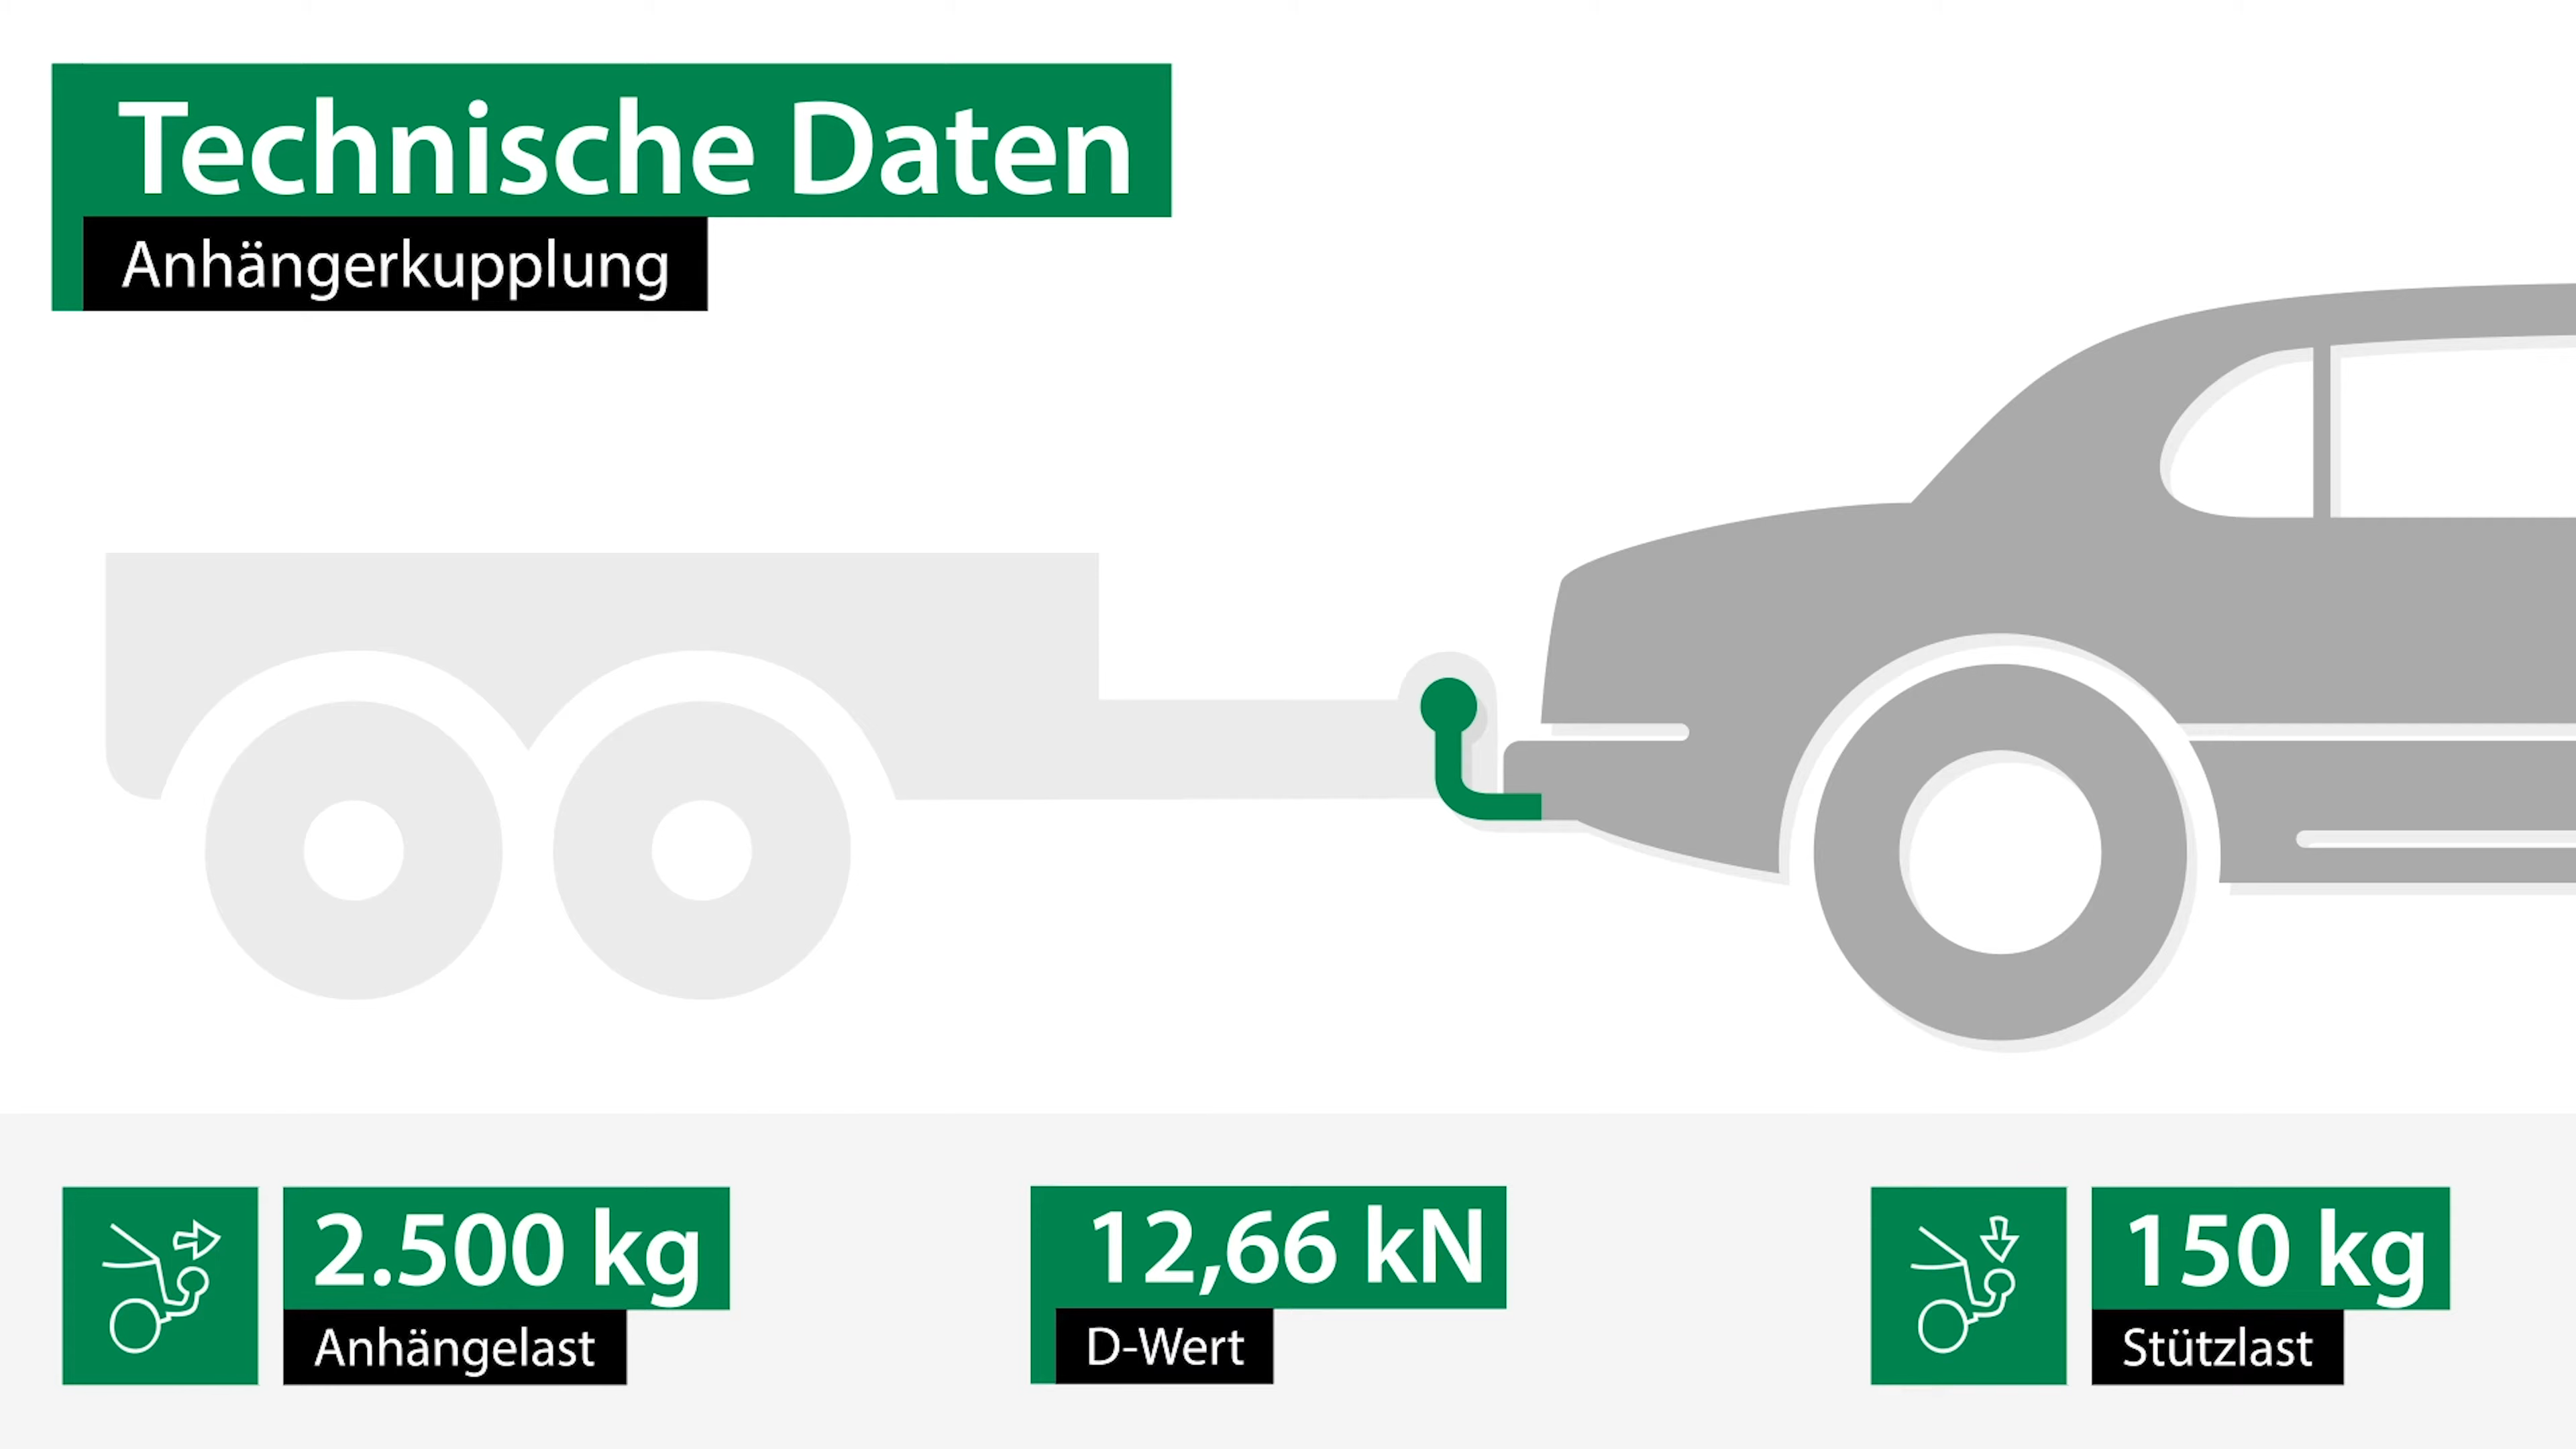 Technische Daten
Anhängerkupplung
2.500 kg
Anhängelast
12,66 kN
D-Wert
150 kg
Stützlast